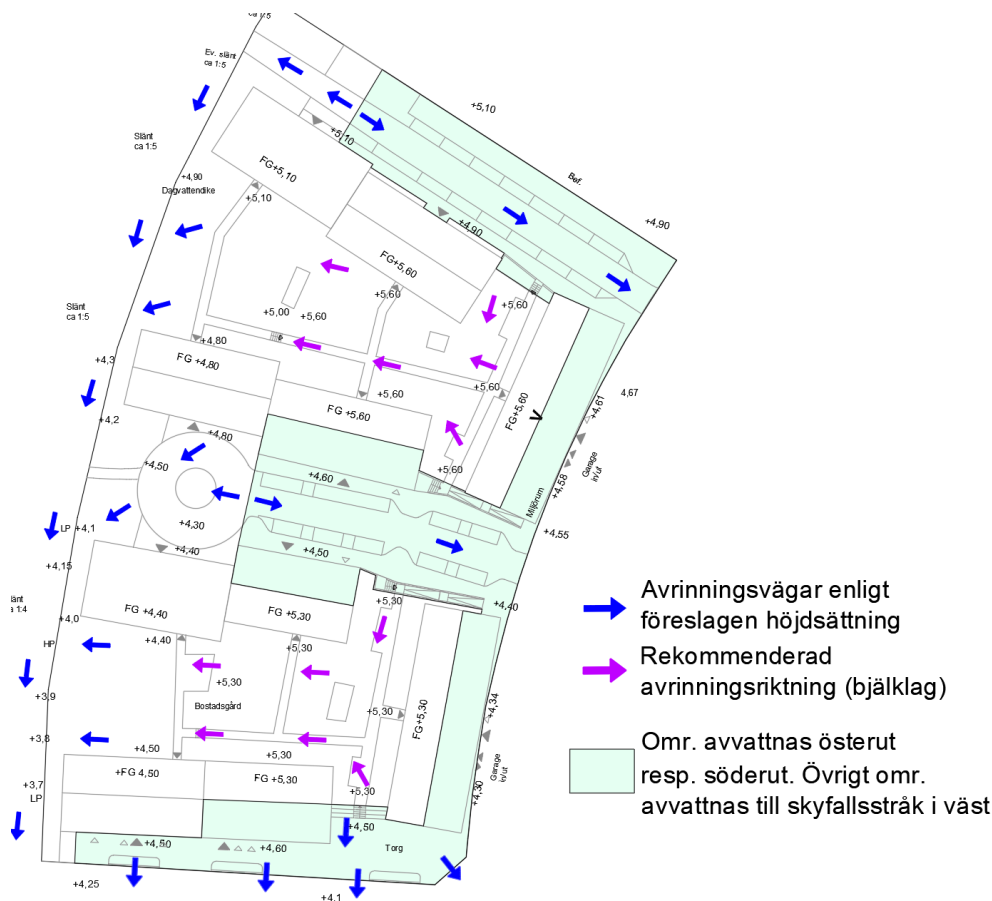 ca 1:5
Ev. slänt
ca 1:5
+5,10
+5,10
Slänt
ca 1:5
FG+5,10
Bef.
+4,90
Dagvattendike
+5,10
+4,90
+4,90
FG+5,60
+5,60
+5,60
Slänt
ca 1:5
+5,00
+5,60
+4,80
+4,3
FG +4,80
+5,60
+5,60
4,67
+4,61
FG+5,60
FG +5,60
+4,2
+4,80
+4,50
+5,60
+4,60
Garage
in/ut
+4,58
Miljörum
LP
+4,1
+4,30
+4,40
+4,50
+4,55
+4,15
Slänt
a 1:4
+4,0
FG +4,40
FG +5,30
+5,30
+4,40
Avrinningsvägar enligt
föreslagen höjdsättning
HP
+4,40
+5,30
Rekommenderad
avrinningsriktning (bjälklag)
+3,9
+5,30
Bostadsgård
+5,30
FG+5,30
+4,34
+3,8
+4,50
+5,30
Omr. avvattnas österut
resp. söderut. Övrigt omr.
avvattnas till skyfallsstråk i väst
+3,7
LP
+FG 4,50
FG +5,30
+5,30
Garage
in/ut
+4,30
+4,50
+4,50
+4,60
Torg
+4,25
+4,1